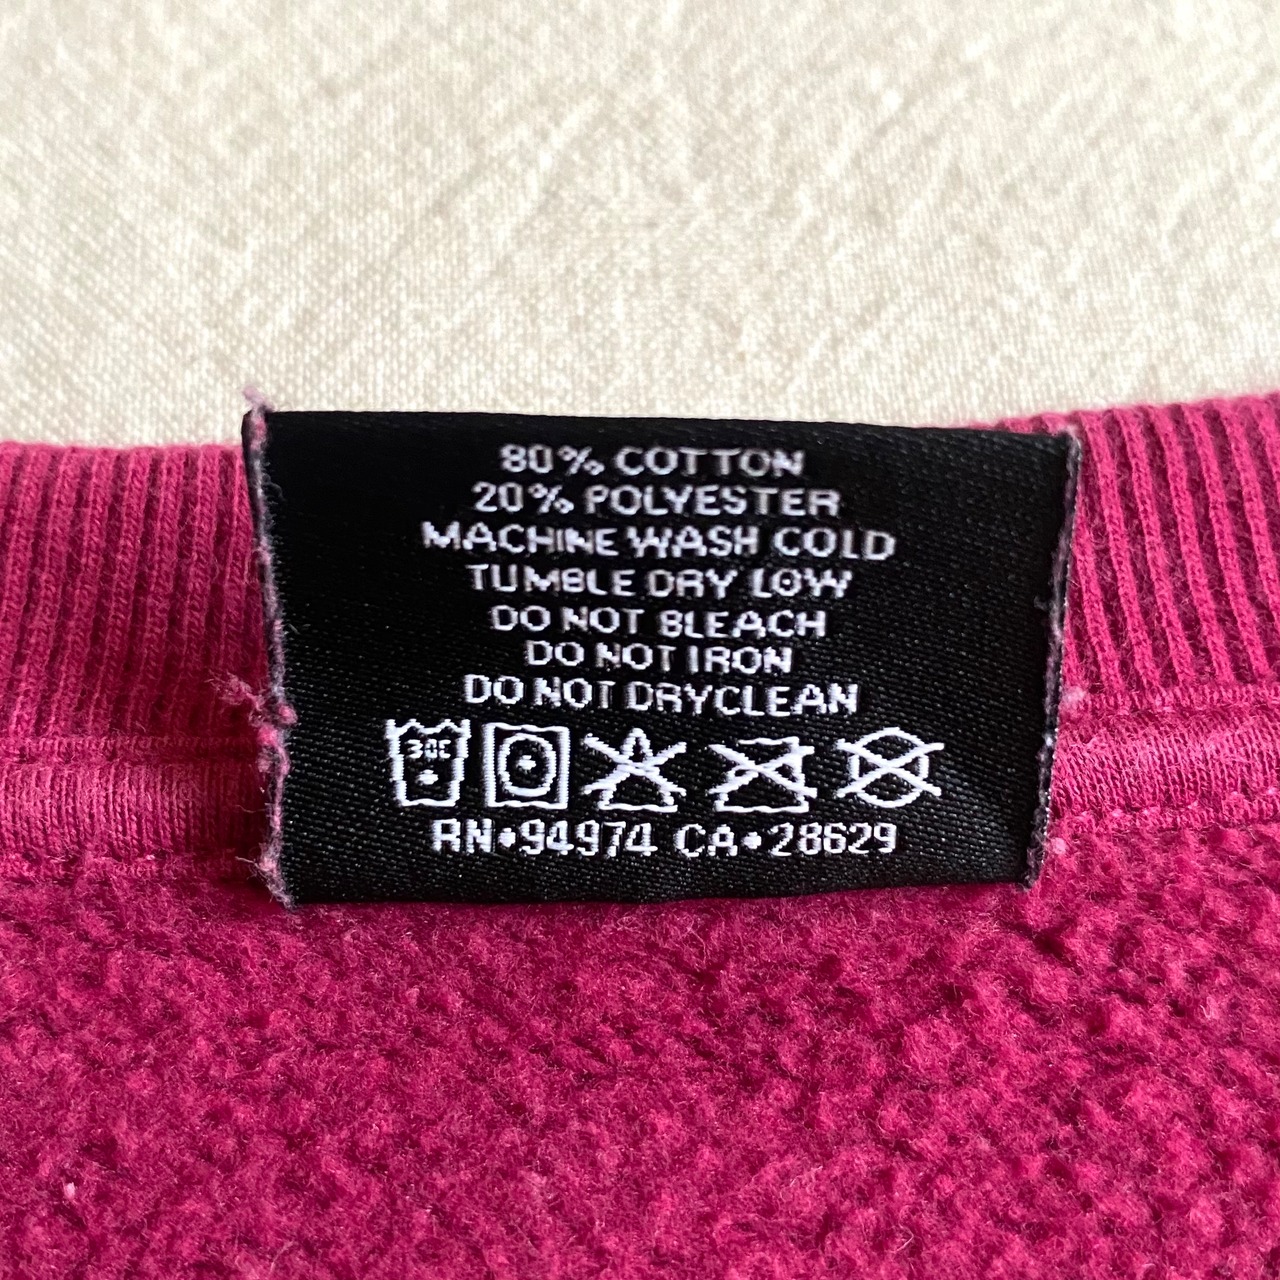 80% COTTON
20% POLYESTER
MACHINE WASH COLD
TUMBLE DRY LOW
DO NOT BLEACH
DO NOT IRON
DO NOT DRYCLEAN
30C
RN•94974 CA•28629